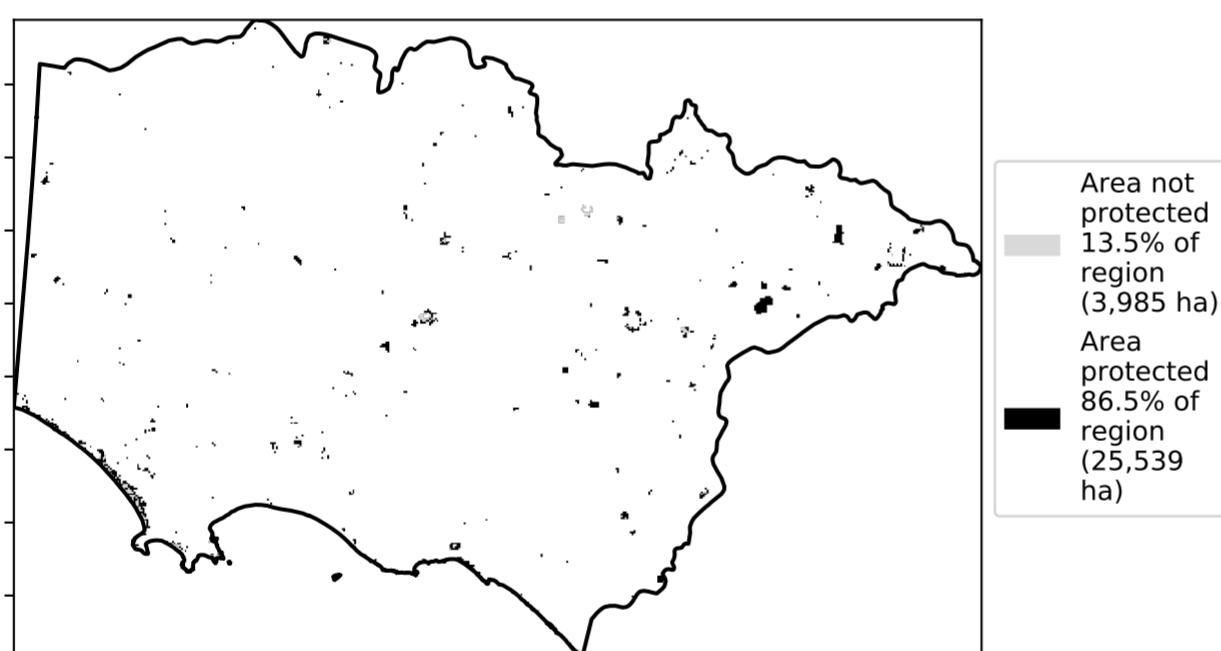 Area not
protected
13.5% of
region
(3,985 ha)
Area
protected
86.5% of
region
(25,539
ha)